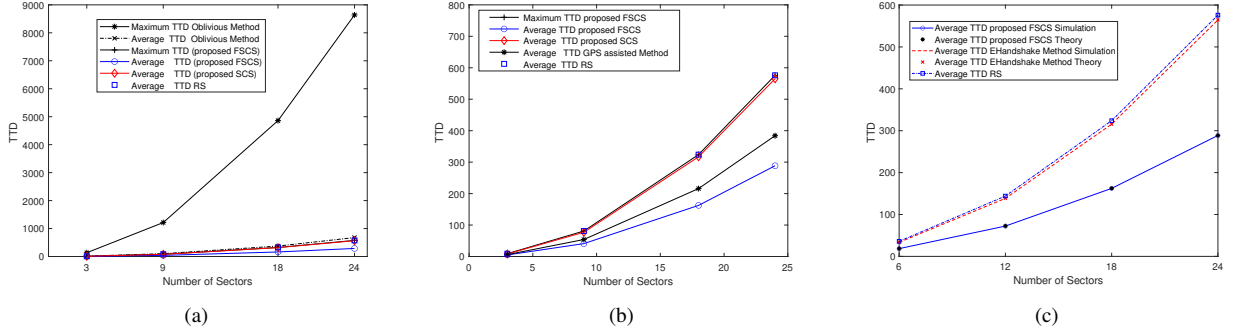 9000
8000
7000
6000
5000
4000
3000
2000
1000
0
TTD
Maximum TTD Oblivious Method
Average TTD Oblivious Method
Maximum TTD (proposed FSCS)
Average TTD (proposed FSCS)
Average TTD (proposed SCS)
Average TTD RS
3 9 18 24
Number of Sectors
(a)
800
700
600
500
400
300
200
100
0
TTD
Maximum TTD proposed FSCS
Average TTD proposed FSCS
Average TTD proposed SCS
Average TTD GPS assisted Method
Average TTD RS
0 5 10 15 20 25
Number of Sectors
(b)
600
500
400
300
200
100
0
TTD
Average TTD proposed FSCS Simulation
Average TTD proposed FSCS Theory
Average TTD EHandshake Method Simulation
Average TTD EHandshake Method Theory
Average TTD RS
6 12 18 24
Number of Sectors
(c)